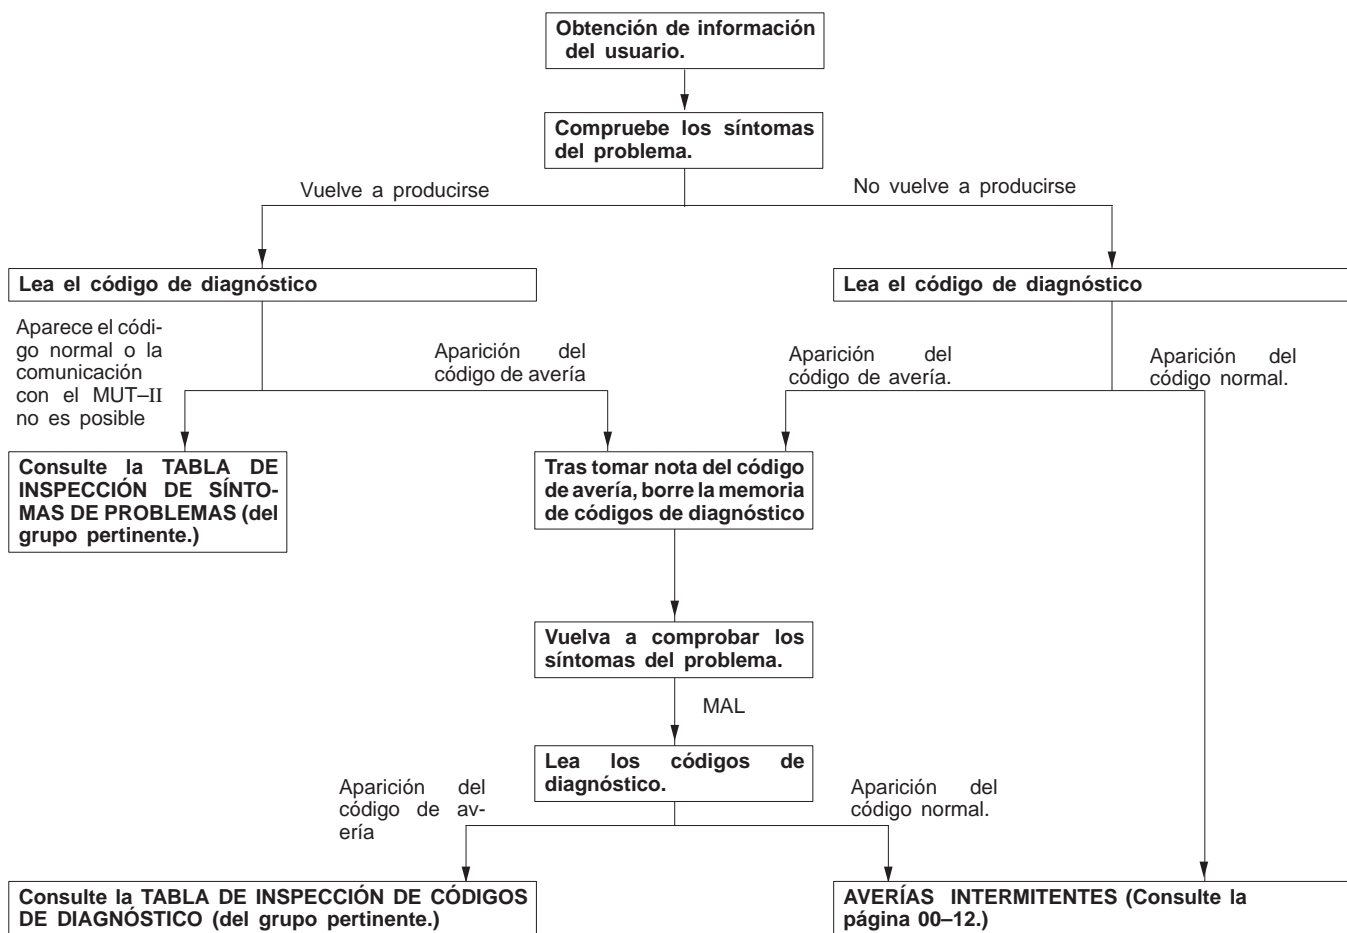 Obtención de información
del usuario.
Compruebe los síntomas
del problema.
Vuelve a producirse
No vuelve a producirse
Lea el código de diagnóstico
Lea el código de diagnóstico
Aparece el códi-
go normal o la
comunicación
con el MUT–II
no es posible
Aparición del
código de avería
Aparición del
código de avería.
Aparición del
código normal.
Consulte la TABLA DE
INSPECCIÓN DE SÍNTO-
MAS DE PROBLEMAS (del
grupo pertinente.)
Tras tomar nota del código
de avería, borre la memoria
de códigos de diagnóstico
Vuelva a comprobar los
síntomas del problema.
MAL
Lea los códigos de
diagnóstico.
Aparición del
código de av-
ería
Aparición del
código normal.
Consulte la TABLA DE INSPECCIÓN DE CÓDIGOS
DE DIAGNÓSTICO (del grupo pertinente.)
AVERÍAS INTERMITENTES (Consulte la
página 00–12.)